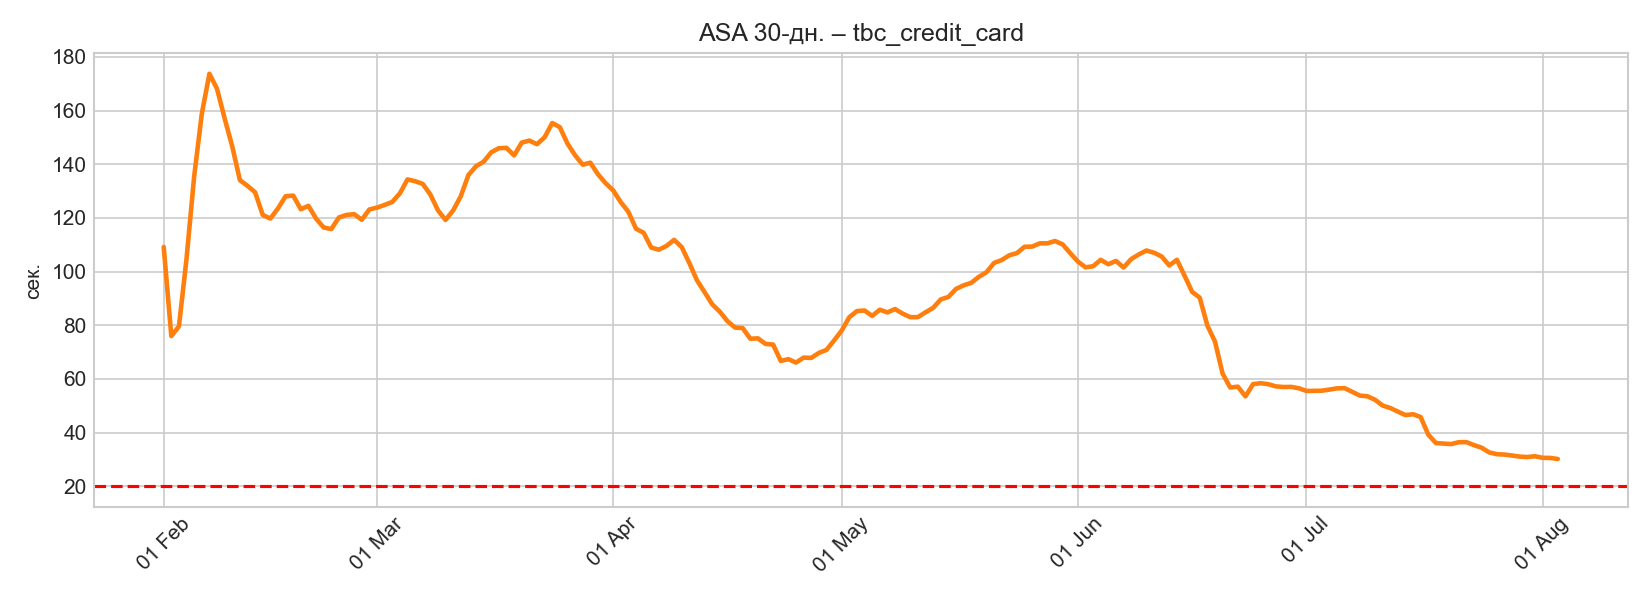 ASA 30-дн. – tbc_credit_card
сек.
180
160
140
120
100
80
60
40
20
01 Feb
01 Mar
01 Apr
01 May
01 Jun
01 Jul
01 Aug